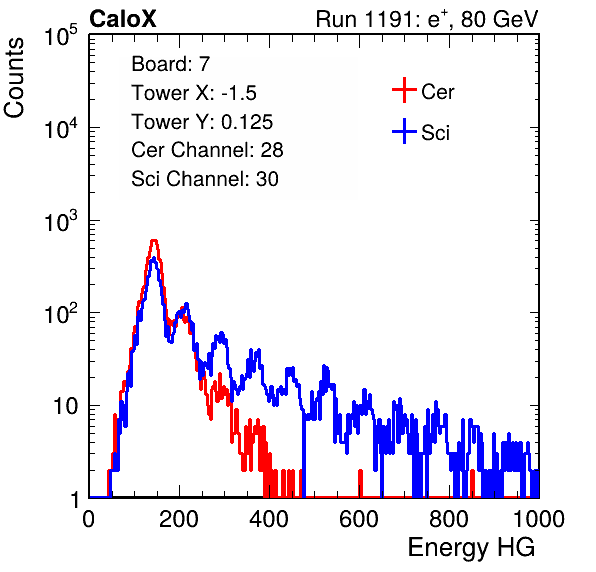 CaloX Run 1191: e⁺, 80 GeV
Counts
10⁵
10⁴
10³
10²
10
1
Board: 7
Tower X: -1.5
Tower Y: 0.125
Cer Channel: 28
Sci Channel: 30
Cer
Sci
0 200 400 600 800 1000
Energy HG